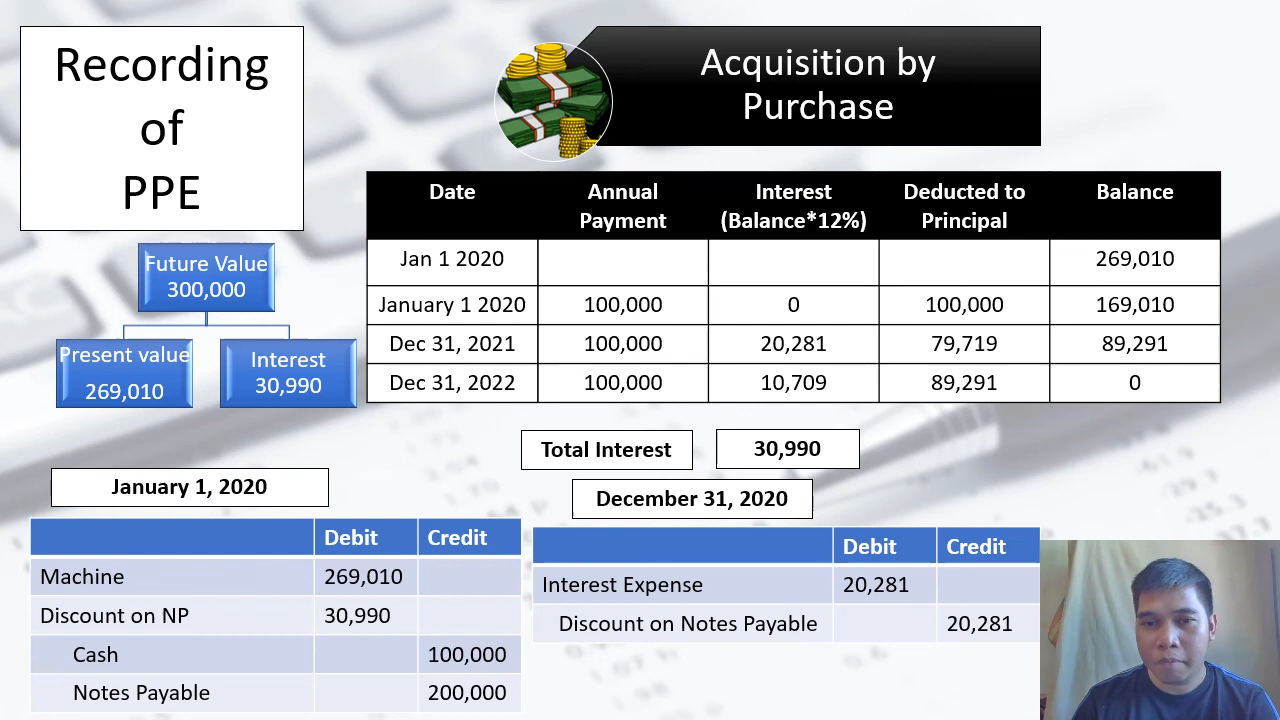 Recording
of
PPE
Acquisition by
Purchase
Future Value
300,000
Present value
269,010
Interest
30,990
Date Annual Payment Interest (Balance*12%) Deducted to Principal Balance
Jan 1 2020 269,010
January 1 2020 100,000 0 100,000 169,010
Dec 31, 2021 100,000 20,281 79,719 89,291
Dec 31, 2022 100,000 10,709 89,291 0
Total Interest 30,990
January 1, 2020
Debit Credit
Machine 269,010
Discount on NP 30,990
Cash 100,000
Notes Payable 200,000
December 31, 2020
Debit Credit
Interest Expense 20,281
Discount on Notes Payable 20,281